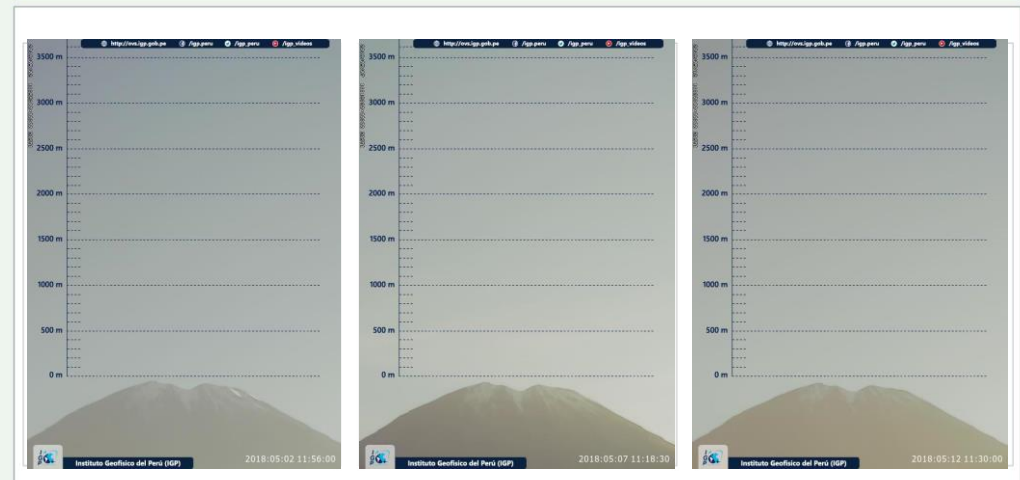 http://ovs.igp.gob.pe /igp.peru /igp_peru /igp_videos
3500 m
3000 m
2500 m
2000 m
1500 m
1000 m
500 m
0 m
Instituto Geofísico del Perú (IGP)
2018:05:02 11:56:00
http://ovs.igp.gob.pe /igp.peru /igp_peru /igp_videos
3500 m
3000 m
2500 m
2000 m
1500 m
1000 m
500 m
0 m
Instituto Geofísico del Perú (IGP)
2018:05:07 11:18:30
http://ovs.igp.gob.pe /igp.peru /igp_peru /igp_videos
3500 m
3000 m
2500 m
2000 m
1500 m
1000 m
500 m
0 m
Instituto Geofísico del Perú (IGP)
2018:05:12 11:30:00